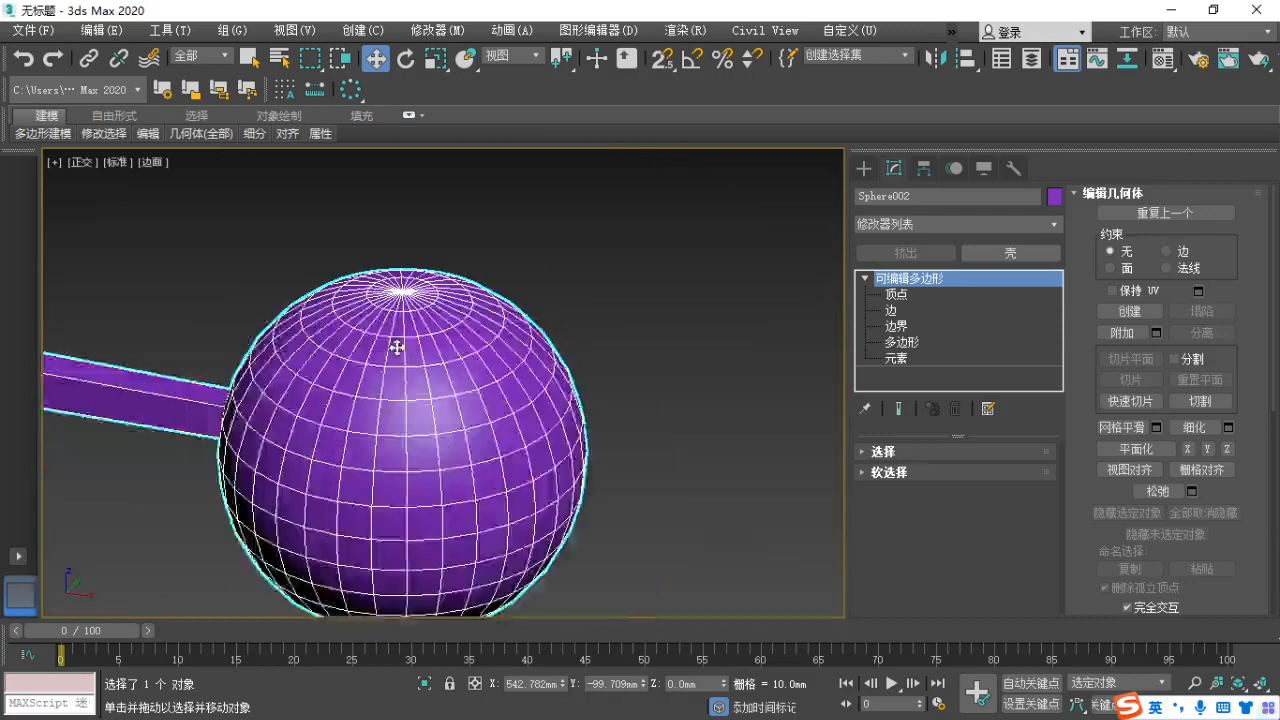 无标题 - 3ds Max 2020
文件(F) 编辑(E) 工具(T) 组(G) 视图(V) 创建(C) 修改器(M) 动画(A) 图形编辑器(D) 渲染(R) Civil View 自定义(U) » 登录 工作区: 默认
全部 视图 创建选择集
C:\Users\··· Max 2020
建模 自由形式 选择 对象绘制 填充
多边形建模 修改选择 编辑 几何体(全部) 细分 对齐 属性
[+] [正交] [标准] [边面]
Sphere002
修改器列表
挤出 壳
可编辑多边形
顶点
边
边界
多边形
元素
选择
软选择
编辑几何体
重复上一个
约束
无 边
面 法线
保持 UV
创建 塌陷
附加 分离
切片平面 分割
切片 重置平面
快速切片 切割
网格平滑 细化
平面化 X Y Z
视图对齐 栅格对齐
松弛
隐藏选定对象 全部取消隐藏
隐藏未选定对象
命名选择:
复制 粘贴
删除孤立顶点
完全交互
0 / 100
0 5 10 15 20 25 30 35 40 45 50 55 60 65 70 75 80 85 90 95 100
选择了 1 个 对象 X: 542.782mm Y: -99.709mm Z: 0.0mm 栅格 = 10.0mm 自动关键点 选定对象
MAXScript 迷 单击并拖动以选择并移动对象 添加时间标记 0 设置关键点 英